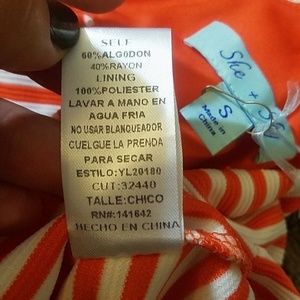 SELF
60%ALGODON
40%RAYON
LINING
100%POLIESTER
LAVAR A MANO EN
AGUA FRIA
NO USAR BLANQUEADOR
CUELGUE LA PRENDA
PARA SECAR
ESTILO:YL20180
CUT:32440
TALLE:CHICO
RN#:141642
HECHO EN CHINA
She +
S
Made in
China